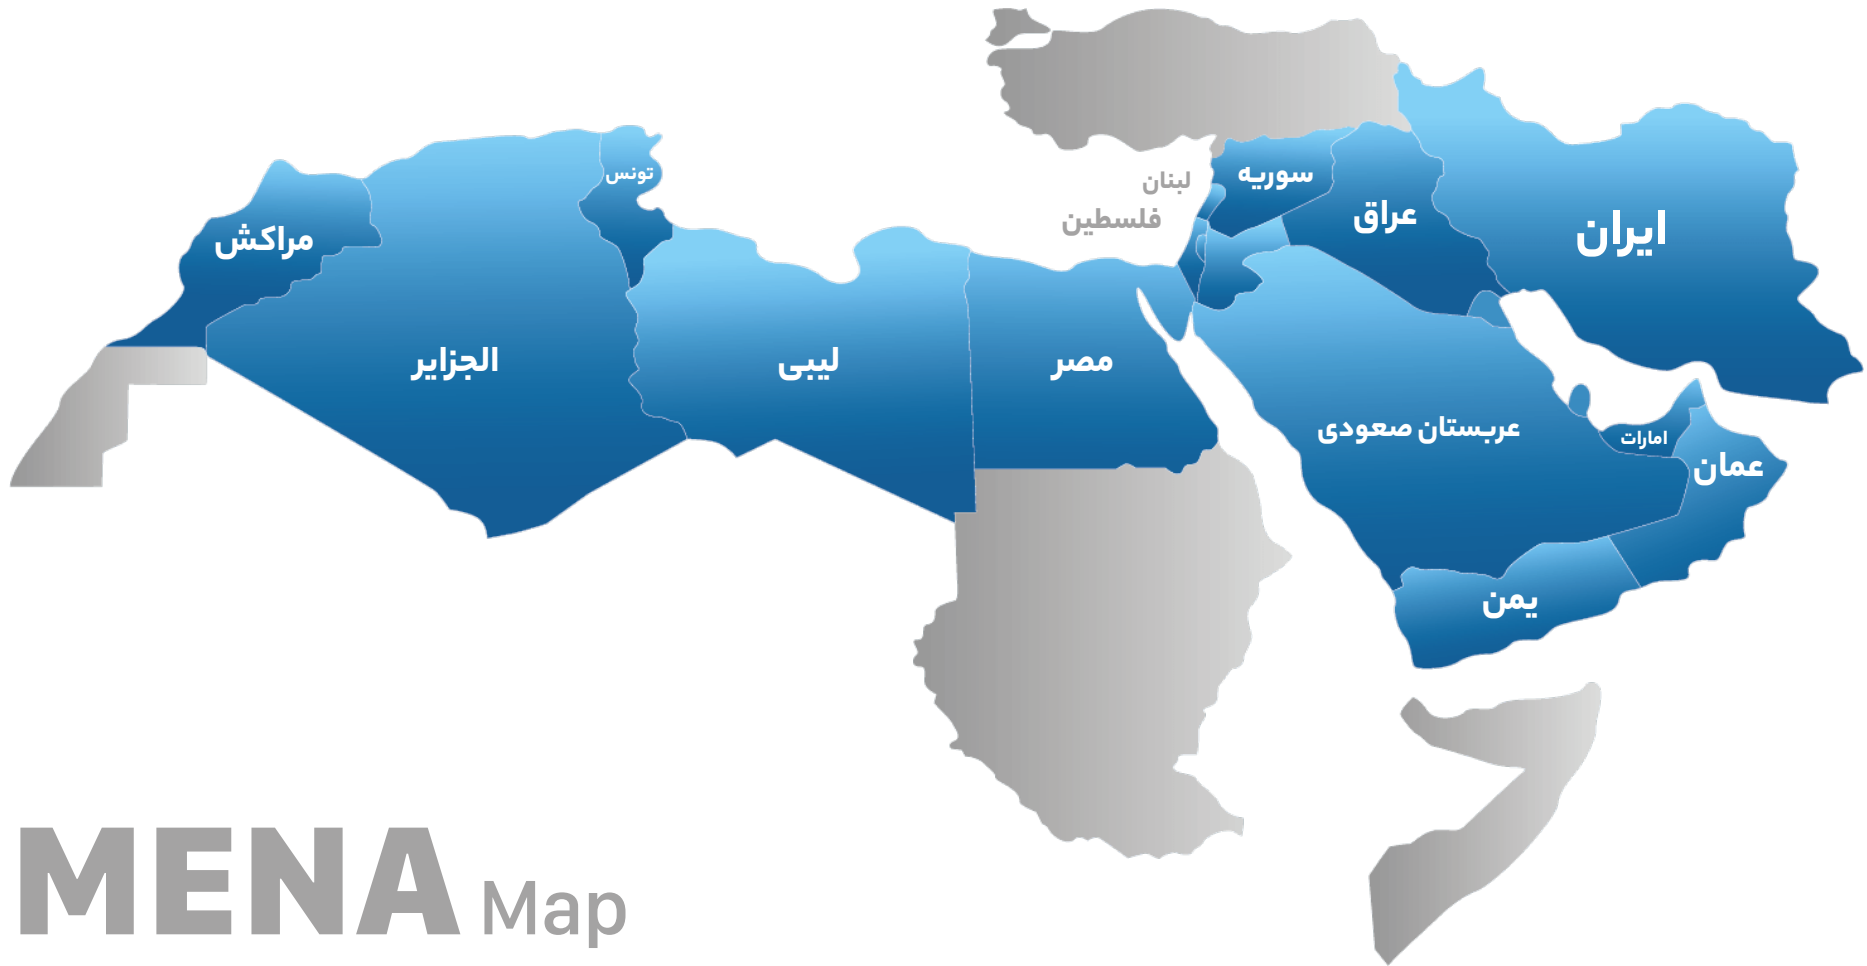 تونس
سوریه
لبنان
عراق
فلسطین
ایران
مراکش
الجزایر
لیبی
مصر
عربستان صعودی
امارات
عمان
یمن
MENA Map